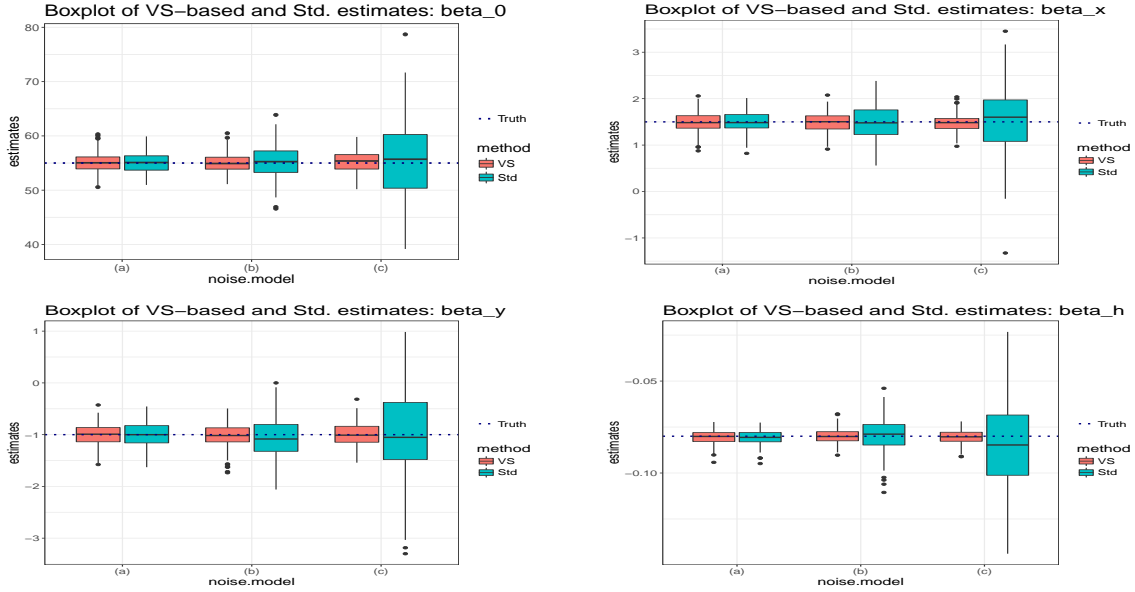 Boxplot of VS−based and Std. estimates: beta_0
80
70
60
50
40
estimates
(a)
(b)
(c)
noise.model
Truth
method
VS
Std
Boxplot of VS−based and Std. estimates: beta_x
3
2
1
0
−1
estimates
(a)
(b)
(c)
noise.model
Truth
method
VS
Std
Boxplot of VS−based and Std. estimates: beta_y
1
0
−1
−2
−3
estimates
(a)
(b)
(c)
noise.model
Truth
method
VS
Std
Boxplot of VS−based and Std. estimates: beta_h
−0.05
−0.10
estimates
(a)
(b)
(c)
noise.model
Truth
method
VS
Std